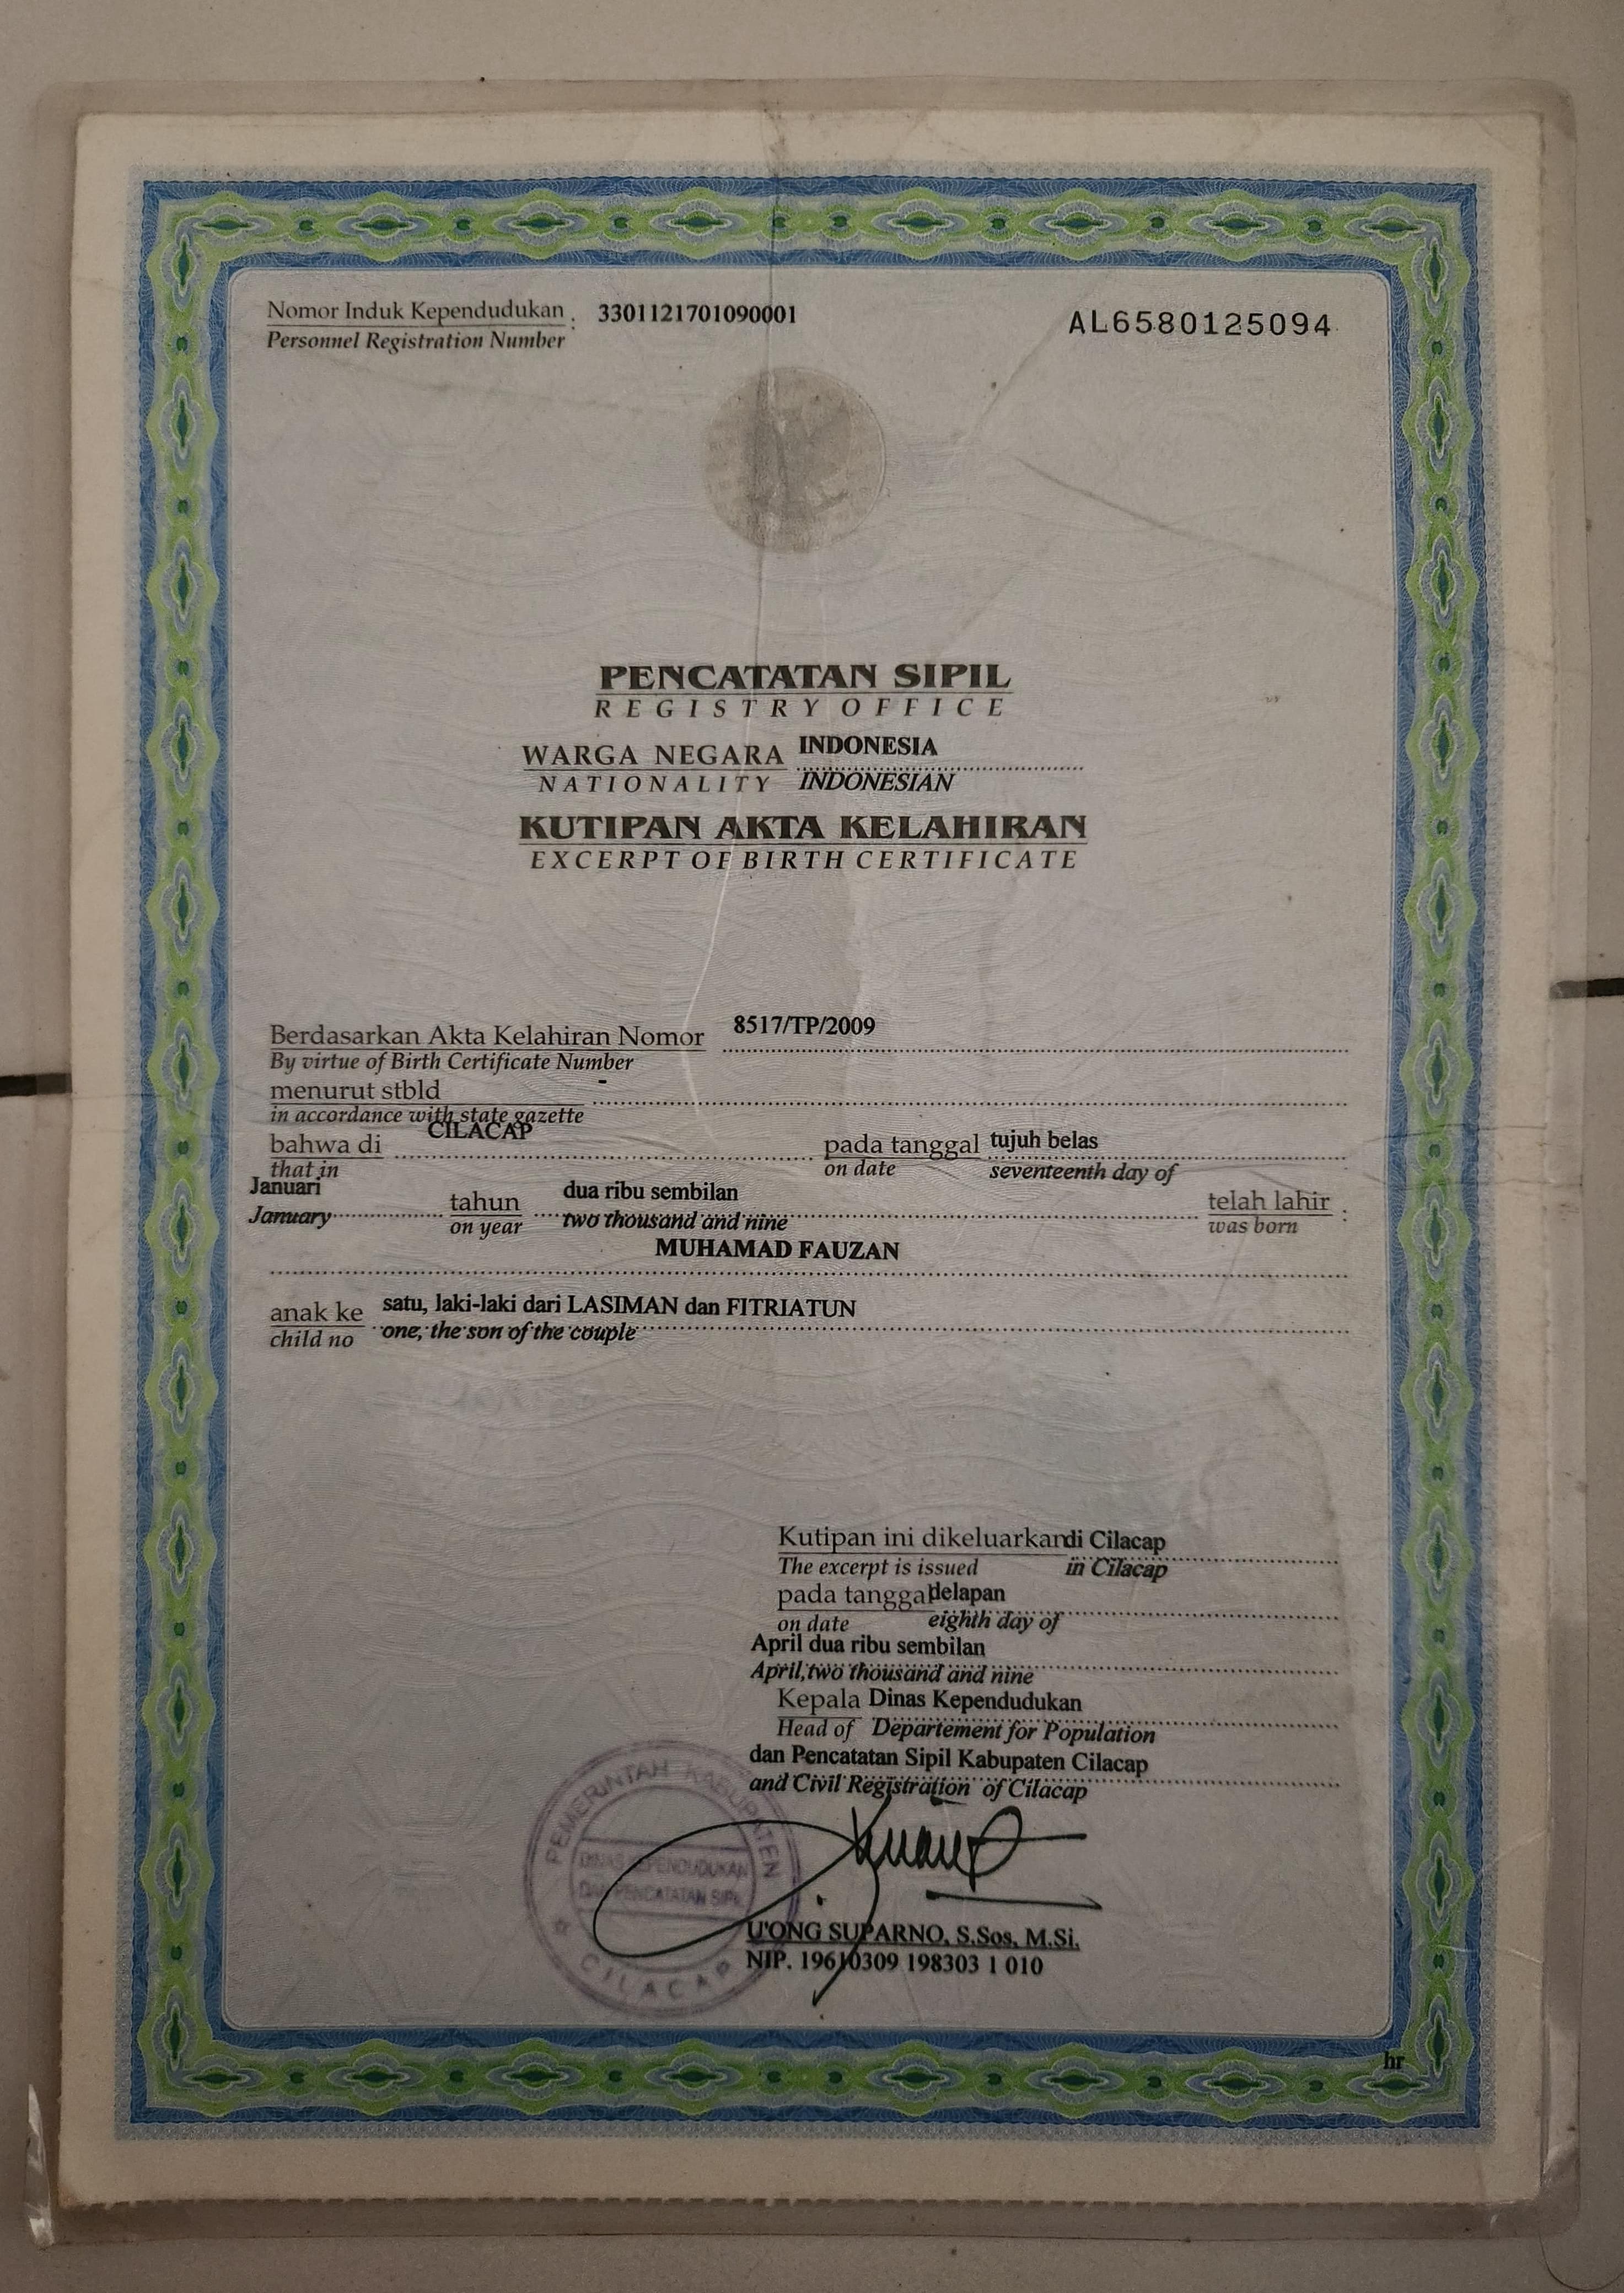 Nomor Induk Kependudukan : 3301121701090001 AL6580125094
Personnel Registration Number
PENCATATAN SIPIL
REGISTRY OFFICE
WARGA NEGARA INDONESIA
NATIONALITY INDONESIAN
KUTIPAN AKTA KELAHIRAN
EXCERPT OF BIRTH CERTIFICATE
Berdasarkan Akta Kelahiran Nomor 8517/TP/2009
By virtue of Birth Certificate Number
menurut stbld -
in accordance with state gazette
bahwa di CILACAP pada tanggal tujuh belas
that in on date seventeenth day of
Januari tahun dua ribu sembilan telah lahir :
January on year two thousand and nine was born
MUHAMAD FAUZAN
anak ke satu, laki-laki dari LASIMAN dan FITRIATUN
child no one, the son of the couple
Kutipan ini dikeluarkan di Cilacap
The excerpt is issued in Cilacap
pada tanggal delapan
on date eighth day of
April dua ribu sembilan
April, two thousand and nine
Kepala Dinas Kependudukan
Head of Departement for Population
dan Pencatatan Sipil Kabupaten Cilacap
and Civil Registration of Cilacap
PEMERINTAH KABUPATEN
DINAS KEPENDUDUKAN
DAN PENCATATAN SIPIL
CILACAP
U'ONG SUPARNO, S.Sos, M.Si.
NIP. 19610309 198303 1 010
hr